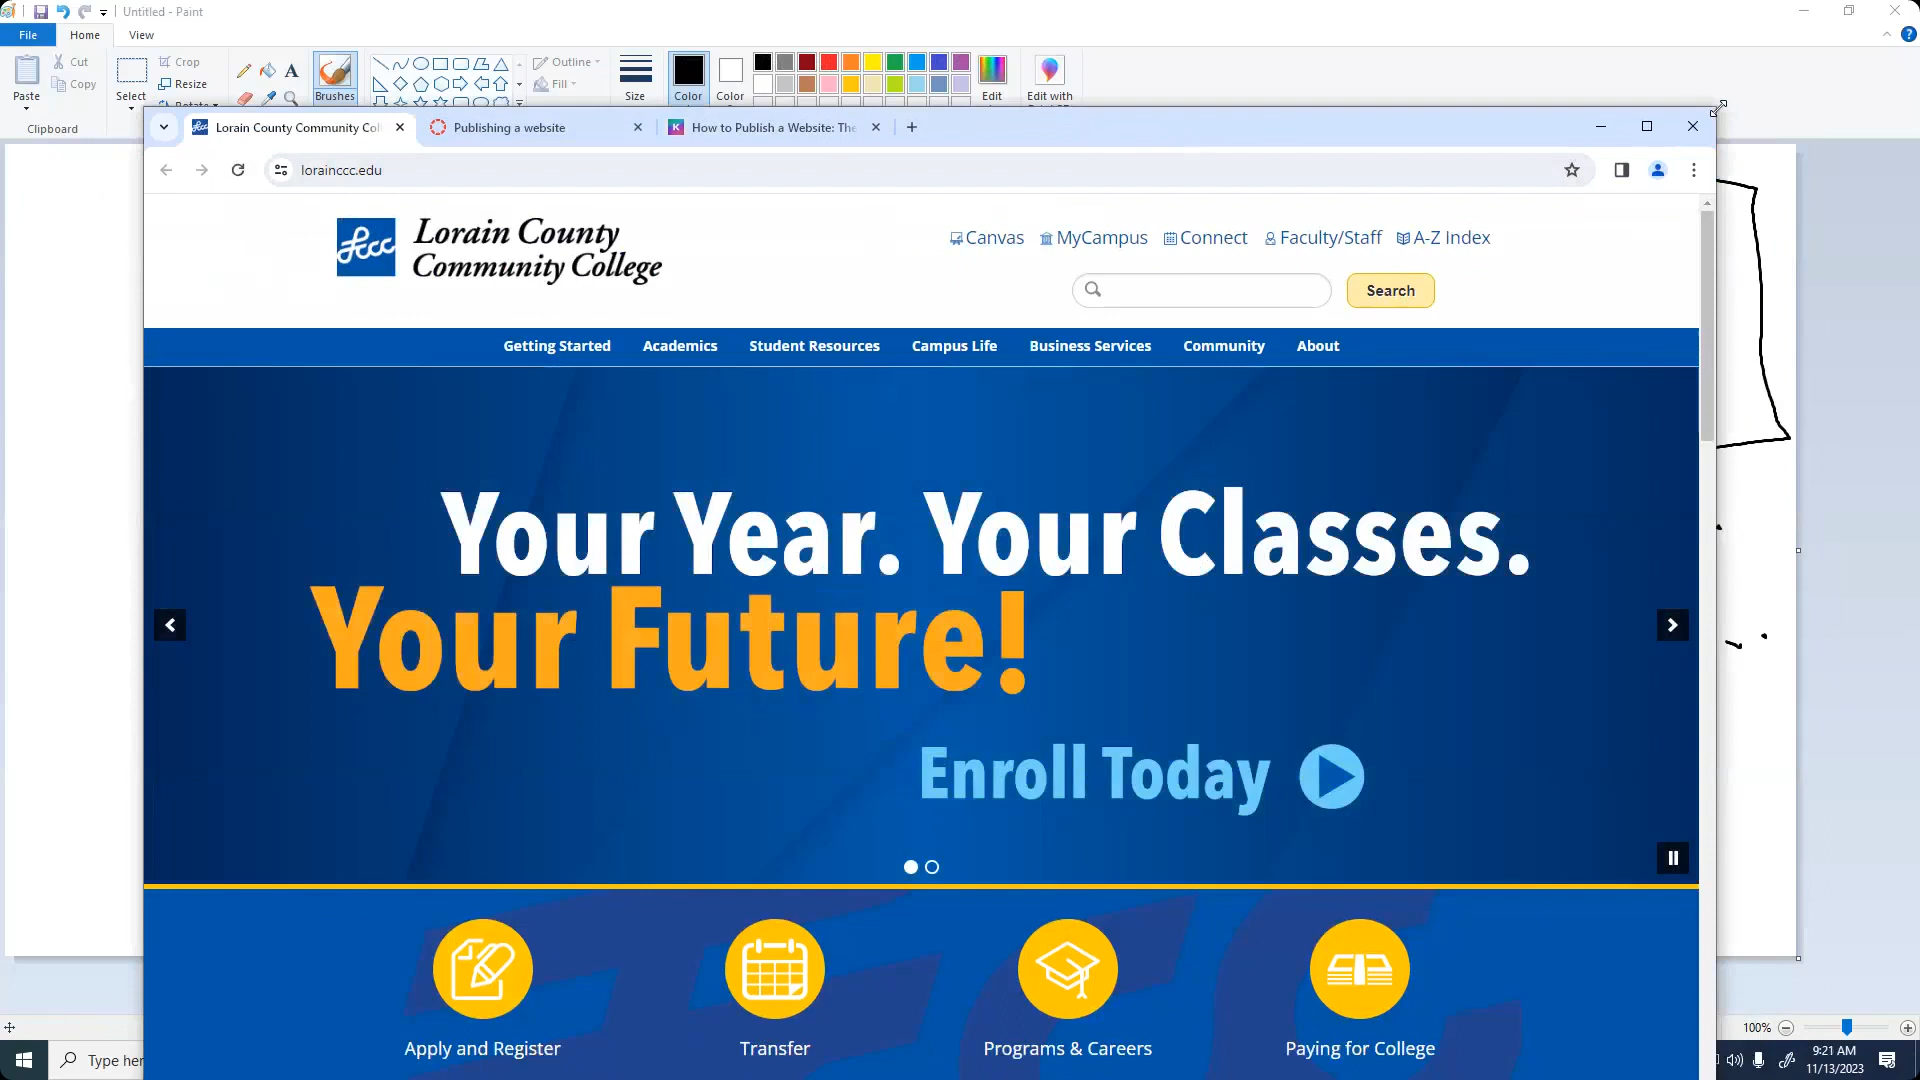 Untitled - Paint
File Home View
Paste Cut Copy Clipboard
Select Crop Resize Rotate
Brushes
Outline Fill
Size
Color Color
Edit Edit with
Lorain County Community Col
Publishing a website
How to Publish a Website: The
lorainccc.edu
lccc
Lorain County
Community College
Canvas MyCampus Connect Faculty/Staff A-Z Index
Search
Getting Started Academics Student Resources Campus Life Business Services Community About
Your Year. Your Classes.
Your Future!
Enroll Today
Apply and Register Transfer Programs & Careers Paying for College
100%
Type her
9:21 AM
11/13/2023